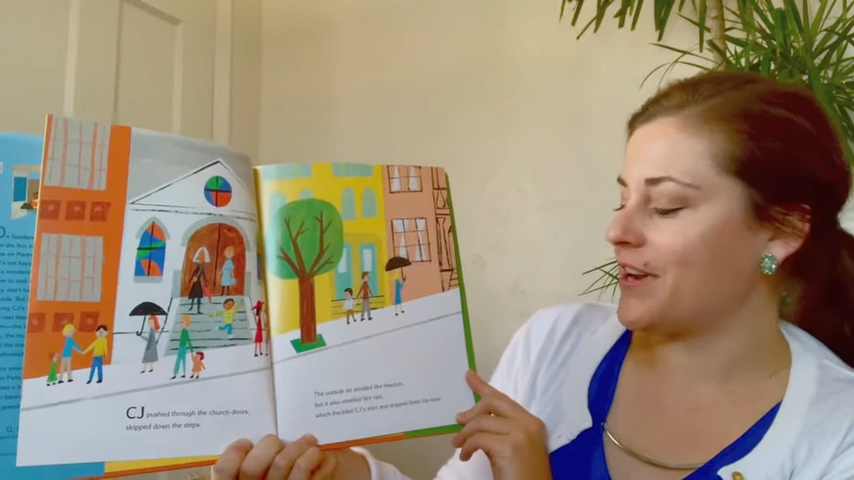 CJ pushed through the church doors,
skipped down the steps.
The outside air smelled like freedom,
but it also smelled like rain,
which freckled CJ's shirt and dripped down his nose.